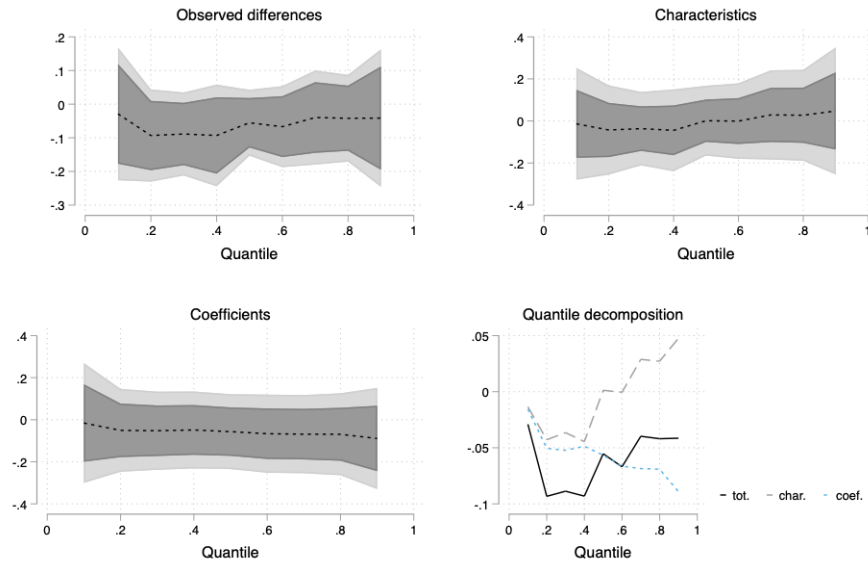 Observed differences
.2
.1
0
-.1
-.2
-.3
0 .2 .4 .6 .8 1
Quantile
Characteristics
.4
.2
0
-.2
-.4
0 .2 .4 .6 .8 1
Quantile
Coefficients
.4
.2
0
-.2
-.4
0 .2 .4 .6 .8 1
Quantile
Quantile decomposition
.05
0
-.05
-.1
0 .2 .4 .6 .8 1
Quantile
tot. char. coef.